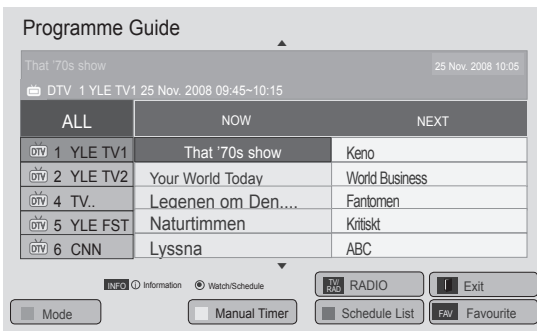 Programme Guide
That '70s show 25 Nov. 2008 10:05
DTV 1 YLE TV1 25 Nov. 2008 09:45~10:15
ALL NOW NEXT
DTV 1 YLE TV1 That '70s show Keno
DTV 2 YLE TV2 Your World Today World Business
DTV 4 TV.. Legenen om Den.... Fantomen
DTV 5 YLE FST Naturtimmen Kritiskt
DTV 6 CNN Lyssna ABC
INFO i Information Watch/Schedule TV/RAD RADIO Exit
Mode Manual Timer Schedule List FAV Favourite